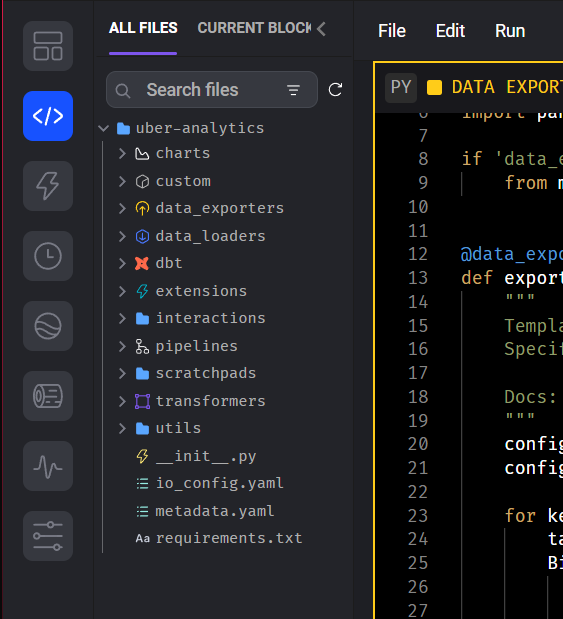 ALL FILES
CURRENT BLOCK
Search files
uber-analytics
charts
custom
data_exporters
data_loaders
dbt
extensions
interactions
pipelines
scratchpads
transformers
utils
__init__.py
io_config.yaml
metadata.yaml
Aa requirements.txt
File Edit Run
PY DATA EXPORT
6 import pan
7
8 if 'data_e
9 from m
10
11
12 @data_expo
13 def export
14 """
15 Templa
16 Specif
17
18 Docs:
19 """
20 config
21 config
22
23 for ke
24 ta
25 Bi
26
27